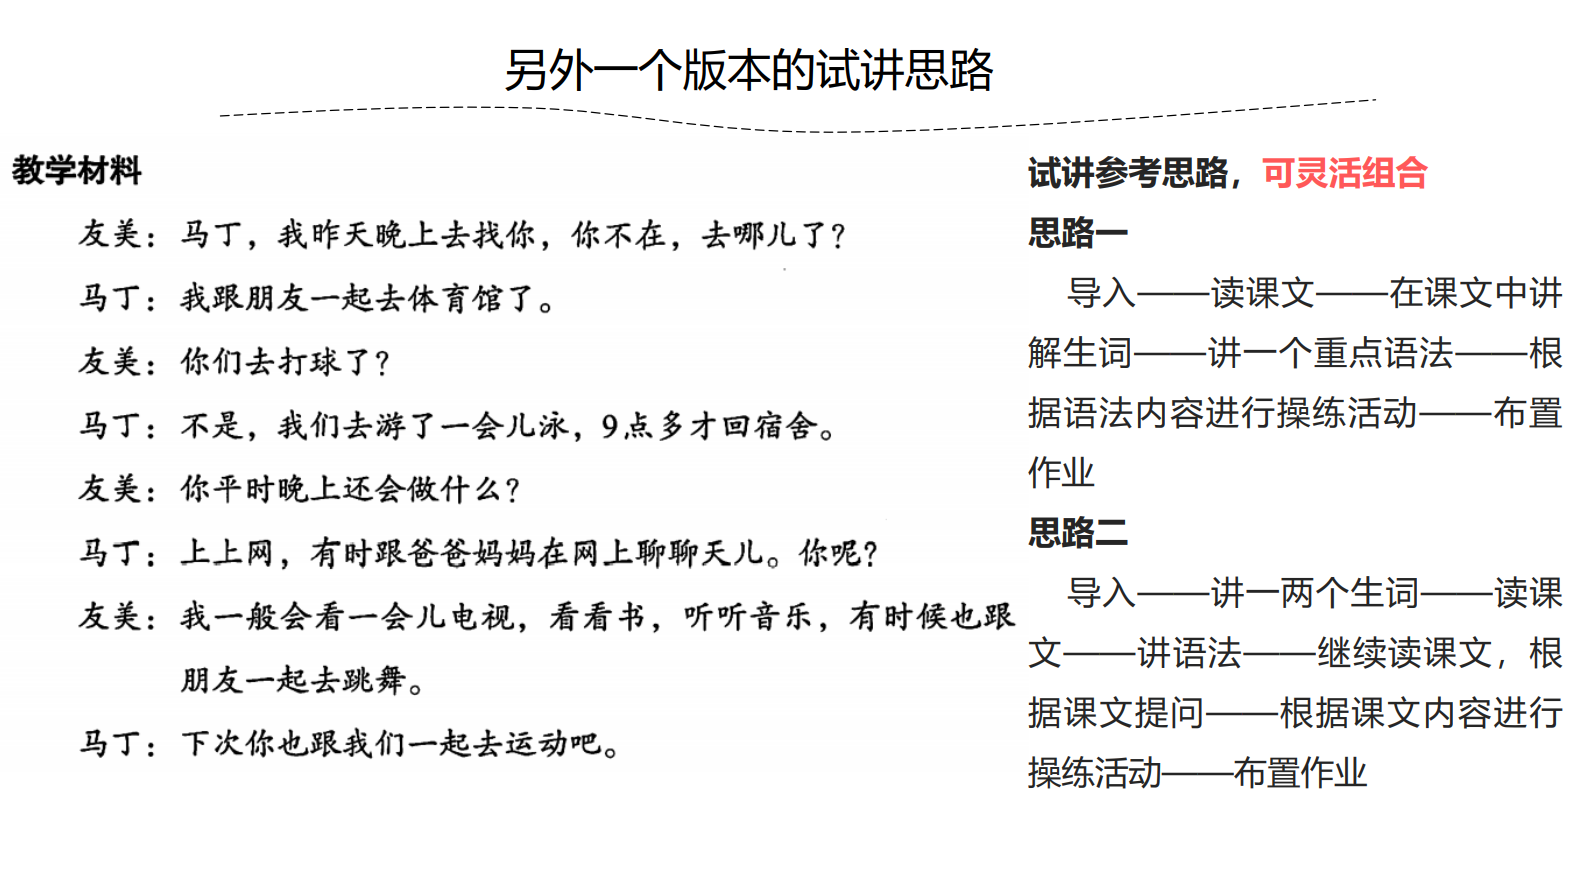 另外一个版本的试讲思路
教学材料
友美：马丁，我昨天晚上去找你，你不在，去哪儿了？
马丁：我跟朋友一起去体育馆了。
友美：你们去打球了？
马丁：不是，我们去游了一会儿泳，9点多才回宿舍。
友美：你平时晚上还会做什么？
马丁：上上网，有时跟爸爸妈妈在网上聊聊天儿。你呢？
友美：我一般会看一会儿电视，看看书，听听音乐，有时候也跟
朋友一起去跳舞。
马丁：下次你也跟我们一起去运动吧。
试讲参考思路，可灵活组合
思路一
导入——读课文——在课文中讲
解生词——讲一个重点语法——根
据语法内容进行操练活动——布置
作业
思路二
导入——讲一两个生词——读课
文——讲语法——继续读课文，根
据课文提问——根据课文内容进行
操练活动——布置作业